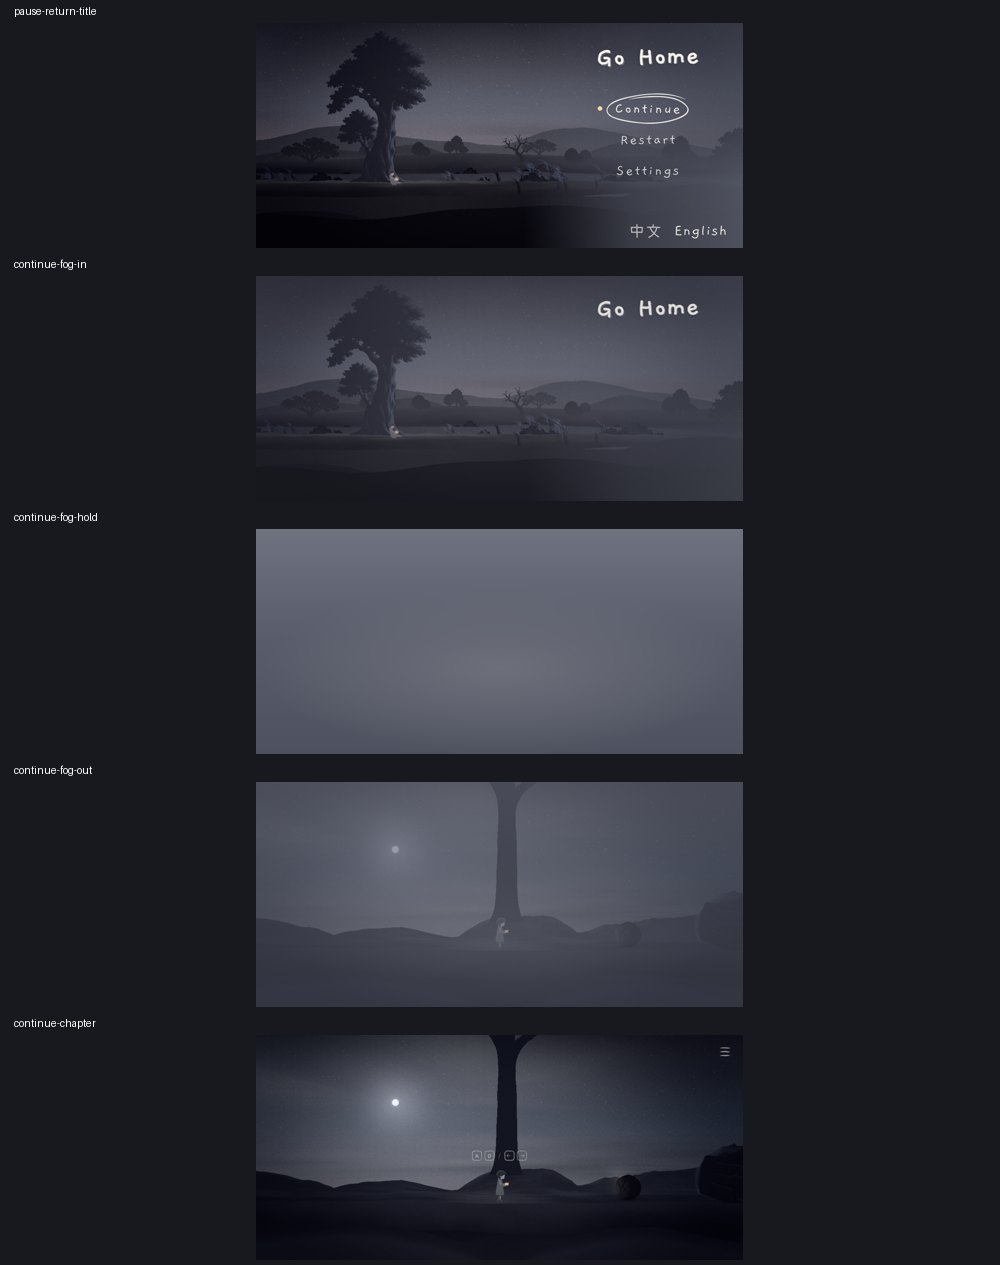 pause-return-title
Go Home
Continue
Restart
Settings
中文 English
continue-fog-in
Go Home
continue-fog-hold
continue-fog-out
continue-chapter